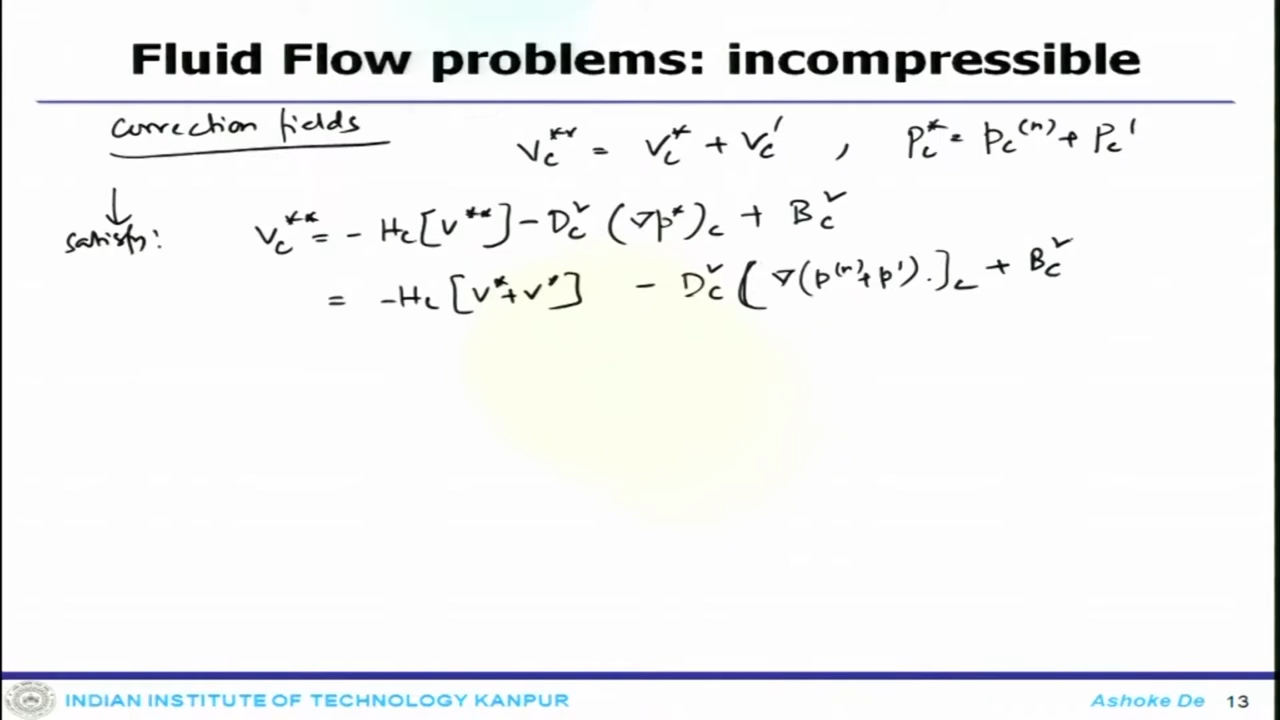 Fluid Flow problems: incompressible
correction fields
V_c^{**} = V_c^* + V_c' , P_c^* = P_c^{(n)} + P_c'
satisfy: V_c^{**} = - H_c[V^{**}] - D_c^v (∇p^*)_c + B_c^v
= - H_c [V^* + V'] - D_c^v [∇(p^{(n)} + p').]_c + B_c^v
INDIAN INSTITUTE OF TECHNOLOGY KANPUR
Ashoke De 13